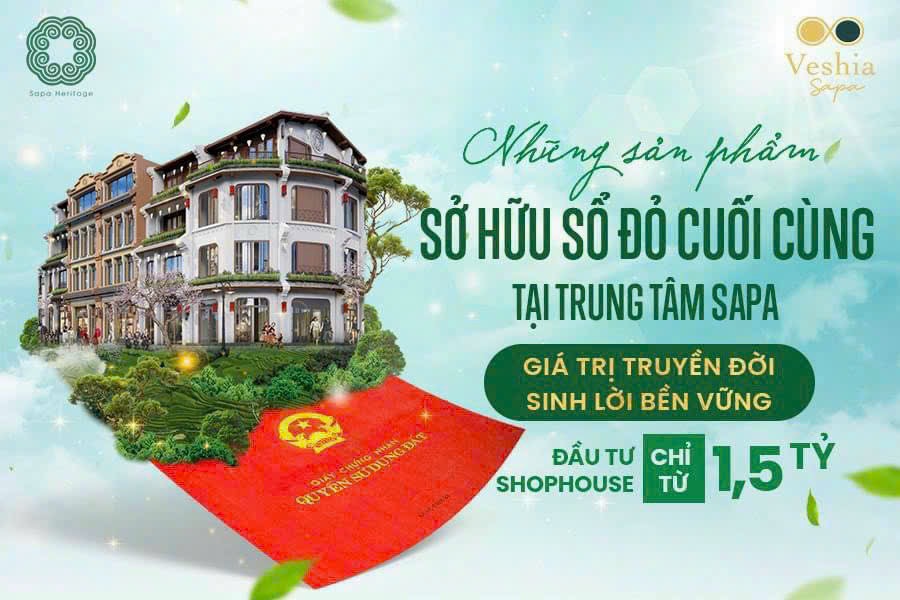 Sapa Heritage
Veshia
Sapa
Những sản phẩm
SỞ HỮU SỔ ĐỎ CUỐI CÙNG
TẠI TRUNG TÂM SAPA
GIÁ TRỊ TRUYỀN ĐỜI
SINH LỜI BỀN VỮNG
ĐẦU TƯ
SHOPHOUSE
CHỈ
TỪ
1,5 TỶ
GIẤY CHỨNG NHẬN
QUYỀN SỬ DỤNG ĐẤT